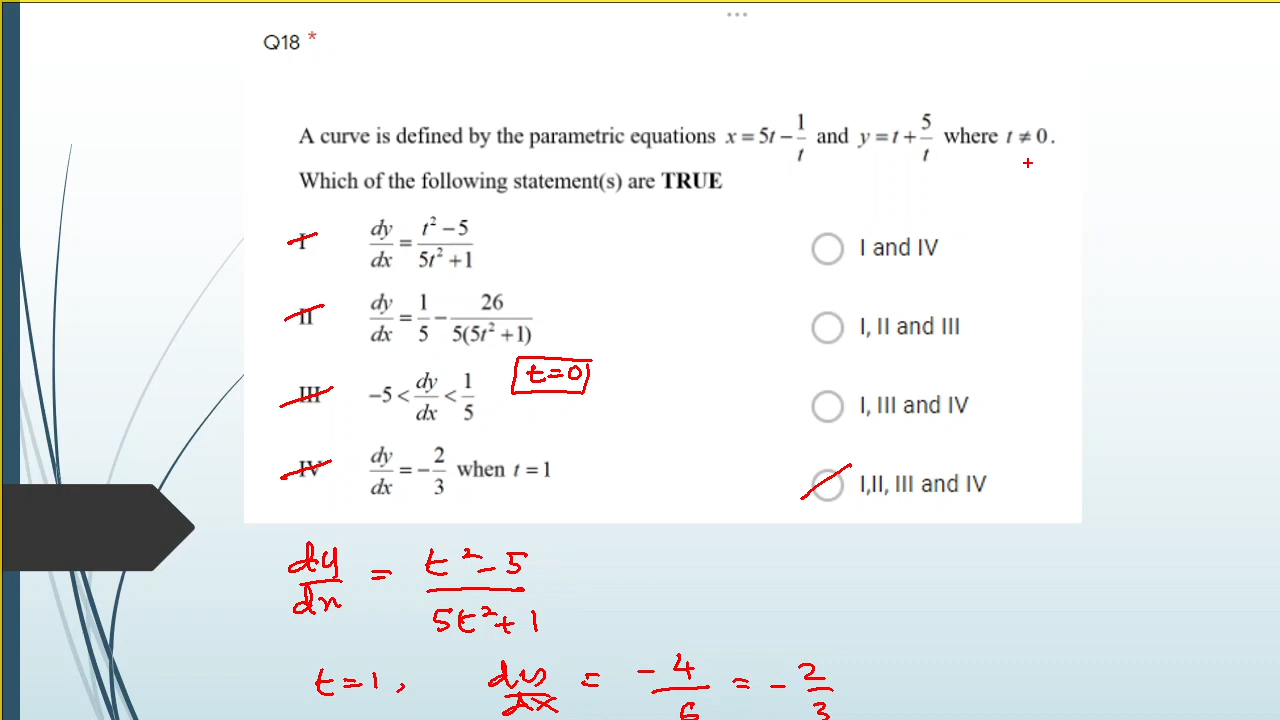 Q18 *
A curve is defined by the parametric equations x = 5t − 1/t and y = t + 5/t where t ≠ 0.
Which of the following statement(s) are TRUE
I dy/dx = (t² − 5)/(5t² + 1)
I and IV
II dy/dx = 1/5 − 26/(5(5t² + 1))
I, II and III
t=0
III −5 < dy/dx < 1/5
I, III and IV
IV dy/dx = −2/3 when t = 1
I,II, III and IV
dy/dx = (t² − 5)/(5t² + 1)
t=1, dy/dx = −4/6 = −2/3